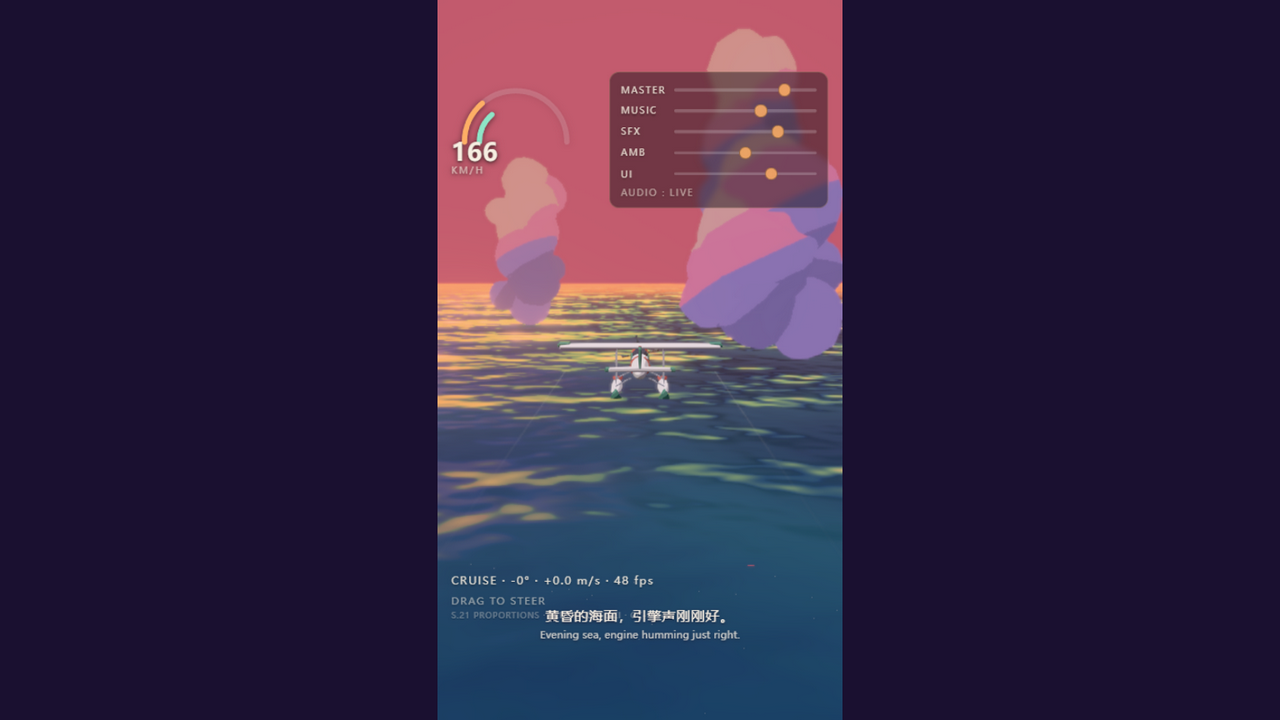 MASTER
MUSIC
SFX
AMB
UI
AUDIO : LIVE
166
KM/H
CRUISE · -0° · +0.0 m/s · 48 fps
DRAG TO STEER
S.21 PROPORTIONS
黄昏的海面，引擎声刚刚好。
Evening sea, engine humming just right.